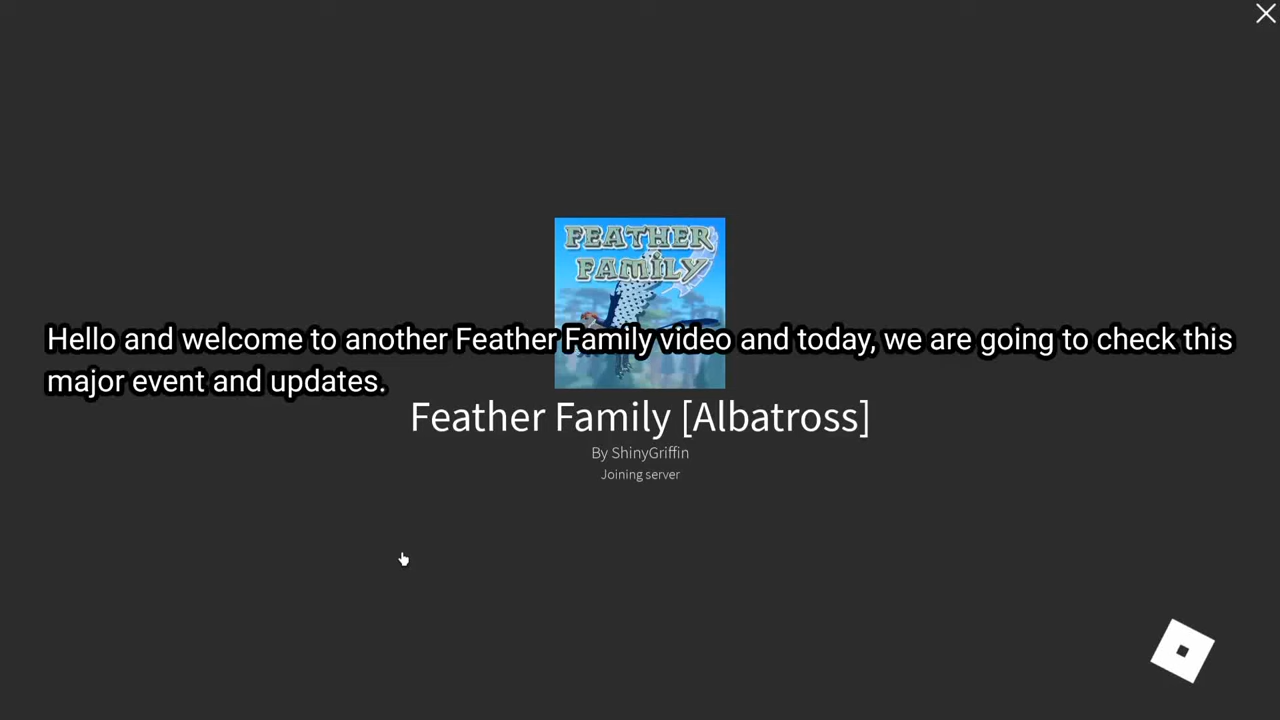 FEATHER
FAMILY
Hello and welcome to another Feather Family video and today, we are going to check this
major event and updates.
Feather Family [Albatross]
By ShinyGriffin
Joining server